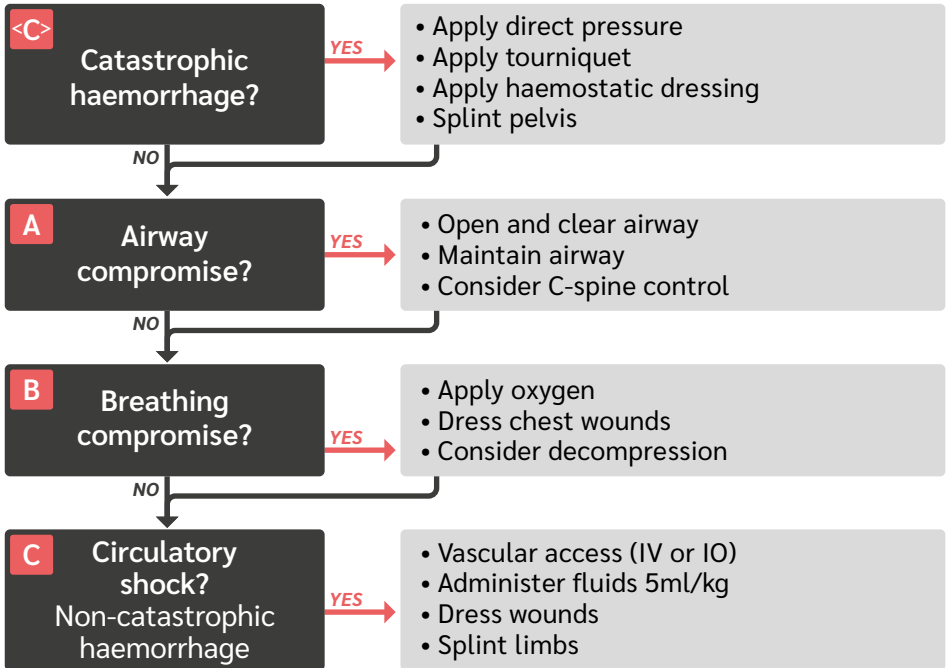 <C>
Catastrophic
haemorrhage?
YES
• Apply direct pressure
• Apply tourniquet
• Apply haemostatic dressing
• Splint pelvis
NO
A
Airway
compromise?
YES
• Open and clear airway
• Maintain airway
• Consider C-spine control
NO
B
Breathing
compromise?
YES
• Apply oxygen
• Dress chest wounds
• Consider decompression
NO
C
Circulatory
shock?
Non-catastrophic
haemorrhage
YES
• Vascular access (IV or IO)
• Administer fluids 5ml/kg
• Dress wounds
• Splint limbs